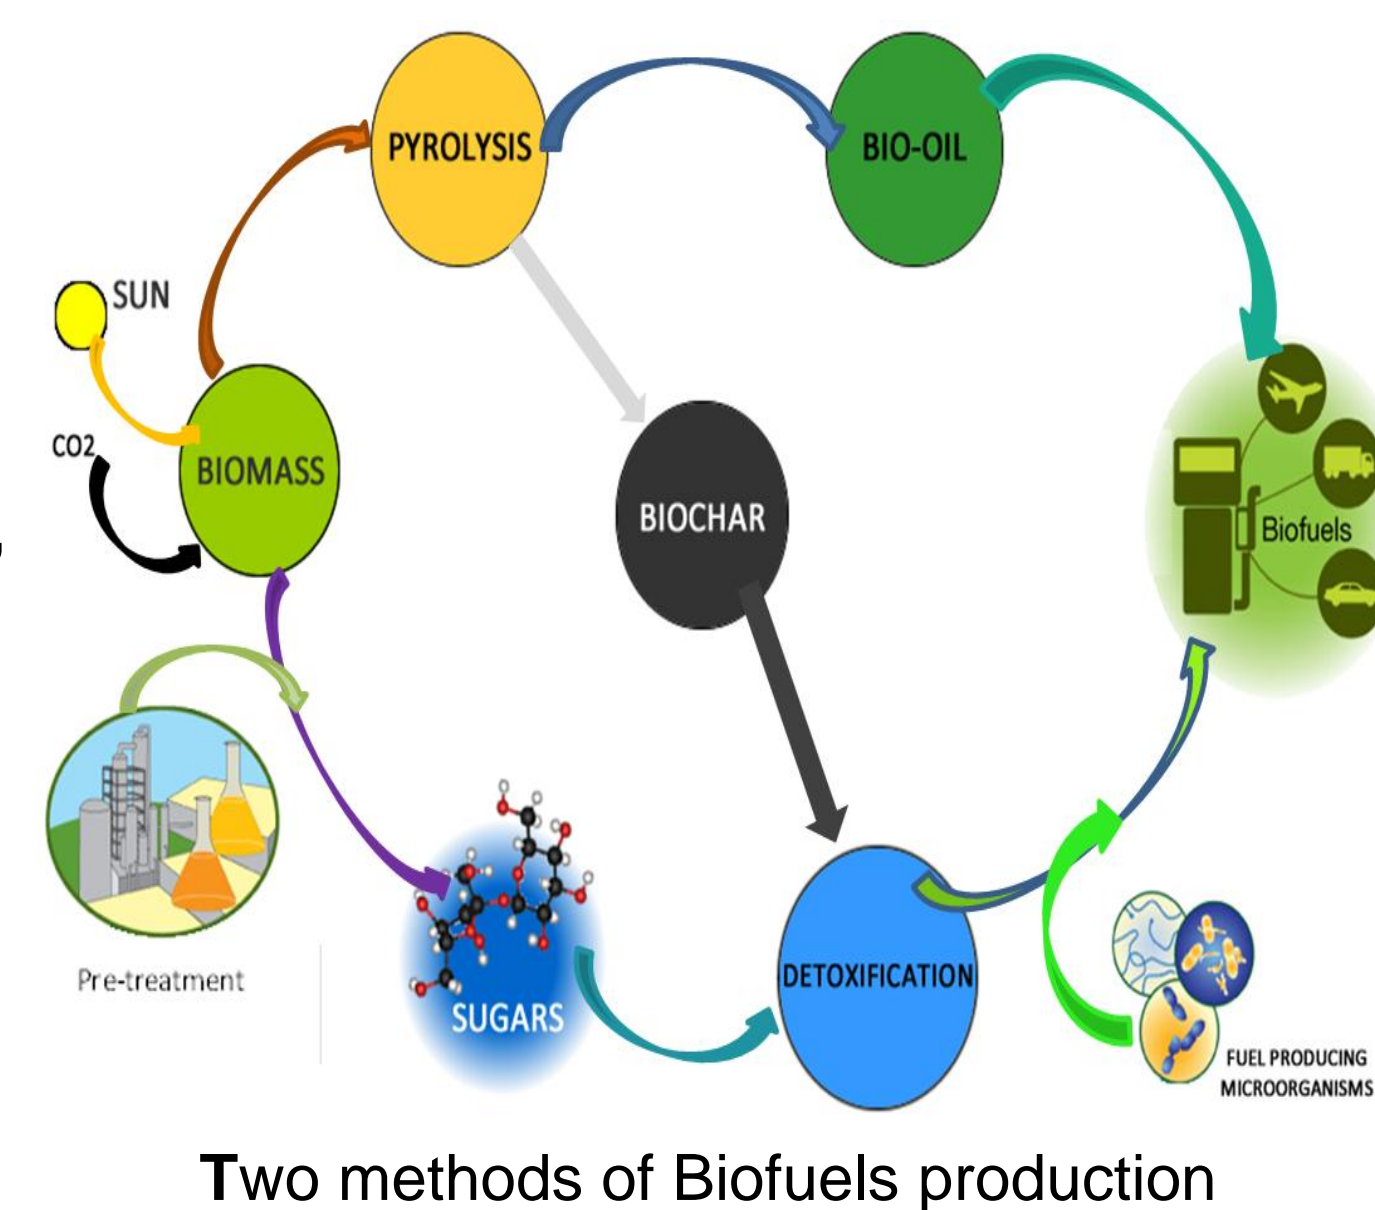 PYROLYSIS
BIO-OIL
SUN
CO2
BIOMASS
BIOCHAR
Biofuels
Pre-treatment
SUGARS
DETOXIFICATION
FUEL PRODUCING
MICROORGANISMS
Two methods of Biofuels production